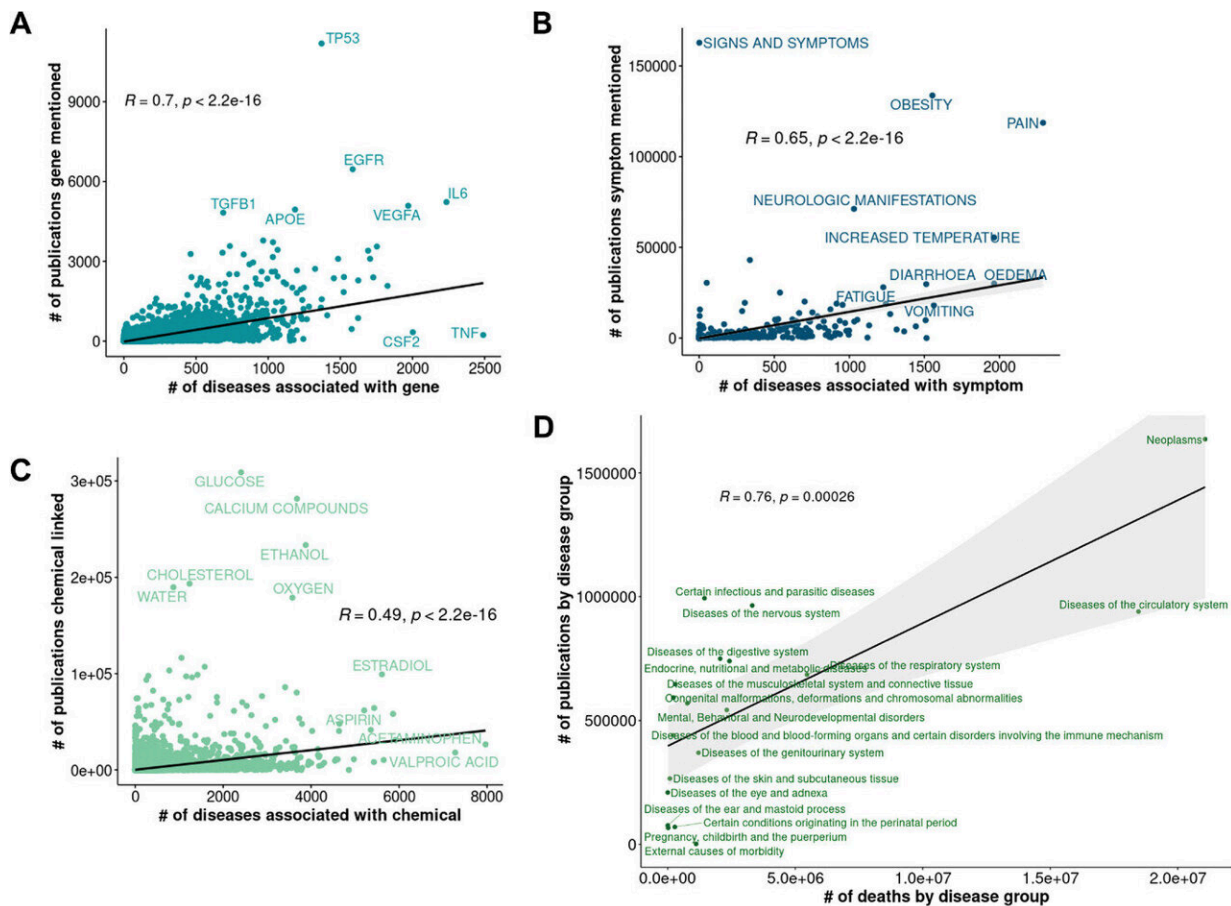 A
# of publications gene mentioned
9000
6000
3000
0
R = 0.7, p < 2.2e-16
TP53
EGFR
IL6
TGFB1
APOE
VEGFA
CSF2
TNF
0 500 1000 1500 2000 2500
# of diseases associated with gene
B
# of publications symptom mentioned
150000
100000
50000
0
SIGNS AND SYMPTOMS
OBESITY
PAIN
R = 0.65, p < 2.2e-16
NEUROLOGIC MANIFESTATIONS
INCREASED TEMPERATURE
DIARRHOEA OEDEMA
FATIGUE
VOMITING
0 500 1000 1500 2000
# of diseases associated with symptom
C
# of publications chemical linked
3e+05
2e+05
1e+05
0e+00
GLUCOSE
CALCIUM COMPOUNDS
ETHANOL
CHOLESTEROL
WATER
OXYGEN
R = 0.49, p < 2.2e-16
ESTRADIOL
ASPIRIN
ACETAMINOPHEN
VALPROIC ACID
0 2000 4000 6000 8000
# of diseases associated with chemical
D
# of publications by disease group
1500000
1000000
500000
0
Neoplasms
R = 0.76, p = 0.00026
Certain infectious and parasitic diseases
Diseases of the nervous system
Diseases of the circulatory system
Diseases of the digestive system
Endocrine, nutritional and metabolic diseases
Diseases of the respiratory system
Diseases of the musculoskeletal system and connective tissue
Congenital malformations, deformations and chromosomal abnormalities
Mental, Behavioral and Neurodevelopmental disorders
Diseases of the blood and blood-forming organs and certain disorders involving the immune mechanism
Diseases of the genitourinary system
Diseases of the skin and subcutaneous tissue
Diseases of the eye and adnexa
Diseases of the ear and mastoid process
Certain conditions originating in the perinatal period
Pregnancy, childbirth and the puerperium
External causes of morbidity
0.0e+00 5.0e+06 1.0e+07 1.5e+07 2.0e+07
# of deaths by disease group